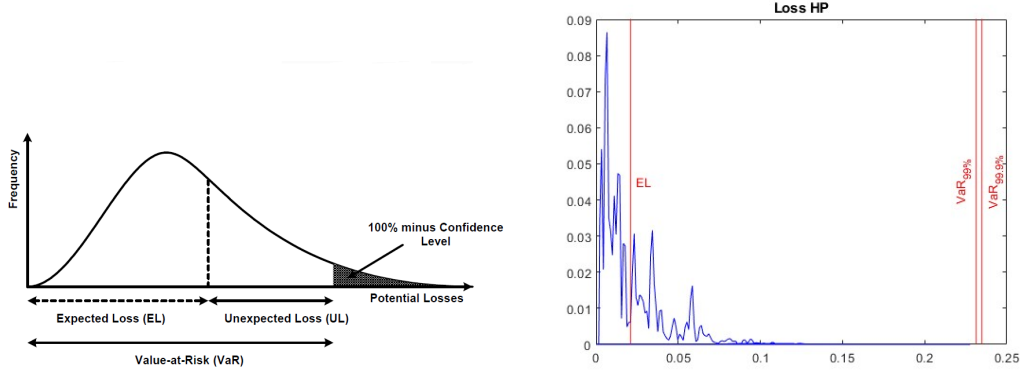 Frequency
100% minus Confidence
Level
Potential Losses
Expected Loss (EL)
Unexpected Loss (UL)
Value-at-Risk (VaR)
Loss HP
0.09
0.08
0.07
0.06
0.05
0.04
0.03
0.02
0.01
0
EL
VaR99%
VaR99.9%
0
0.05
0.1
0.15
0.2
0.25